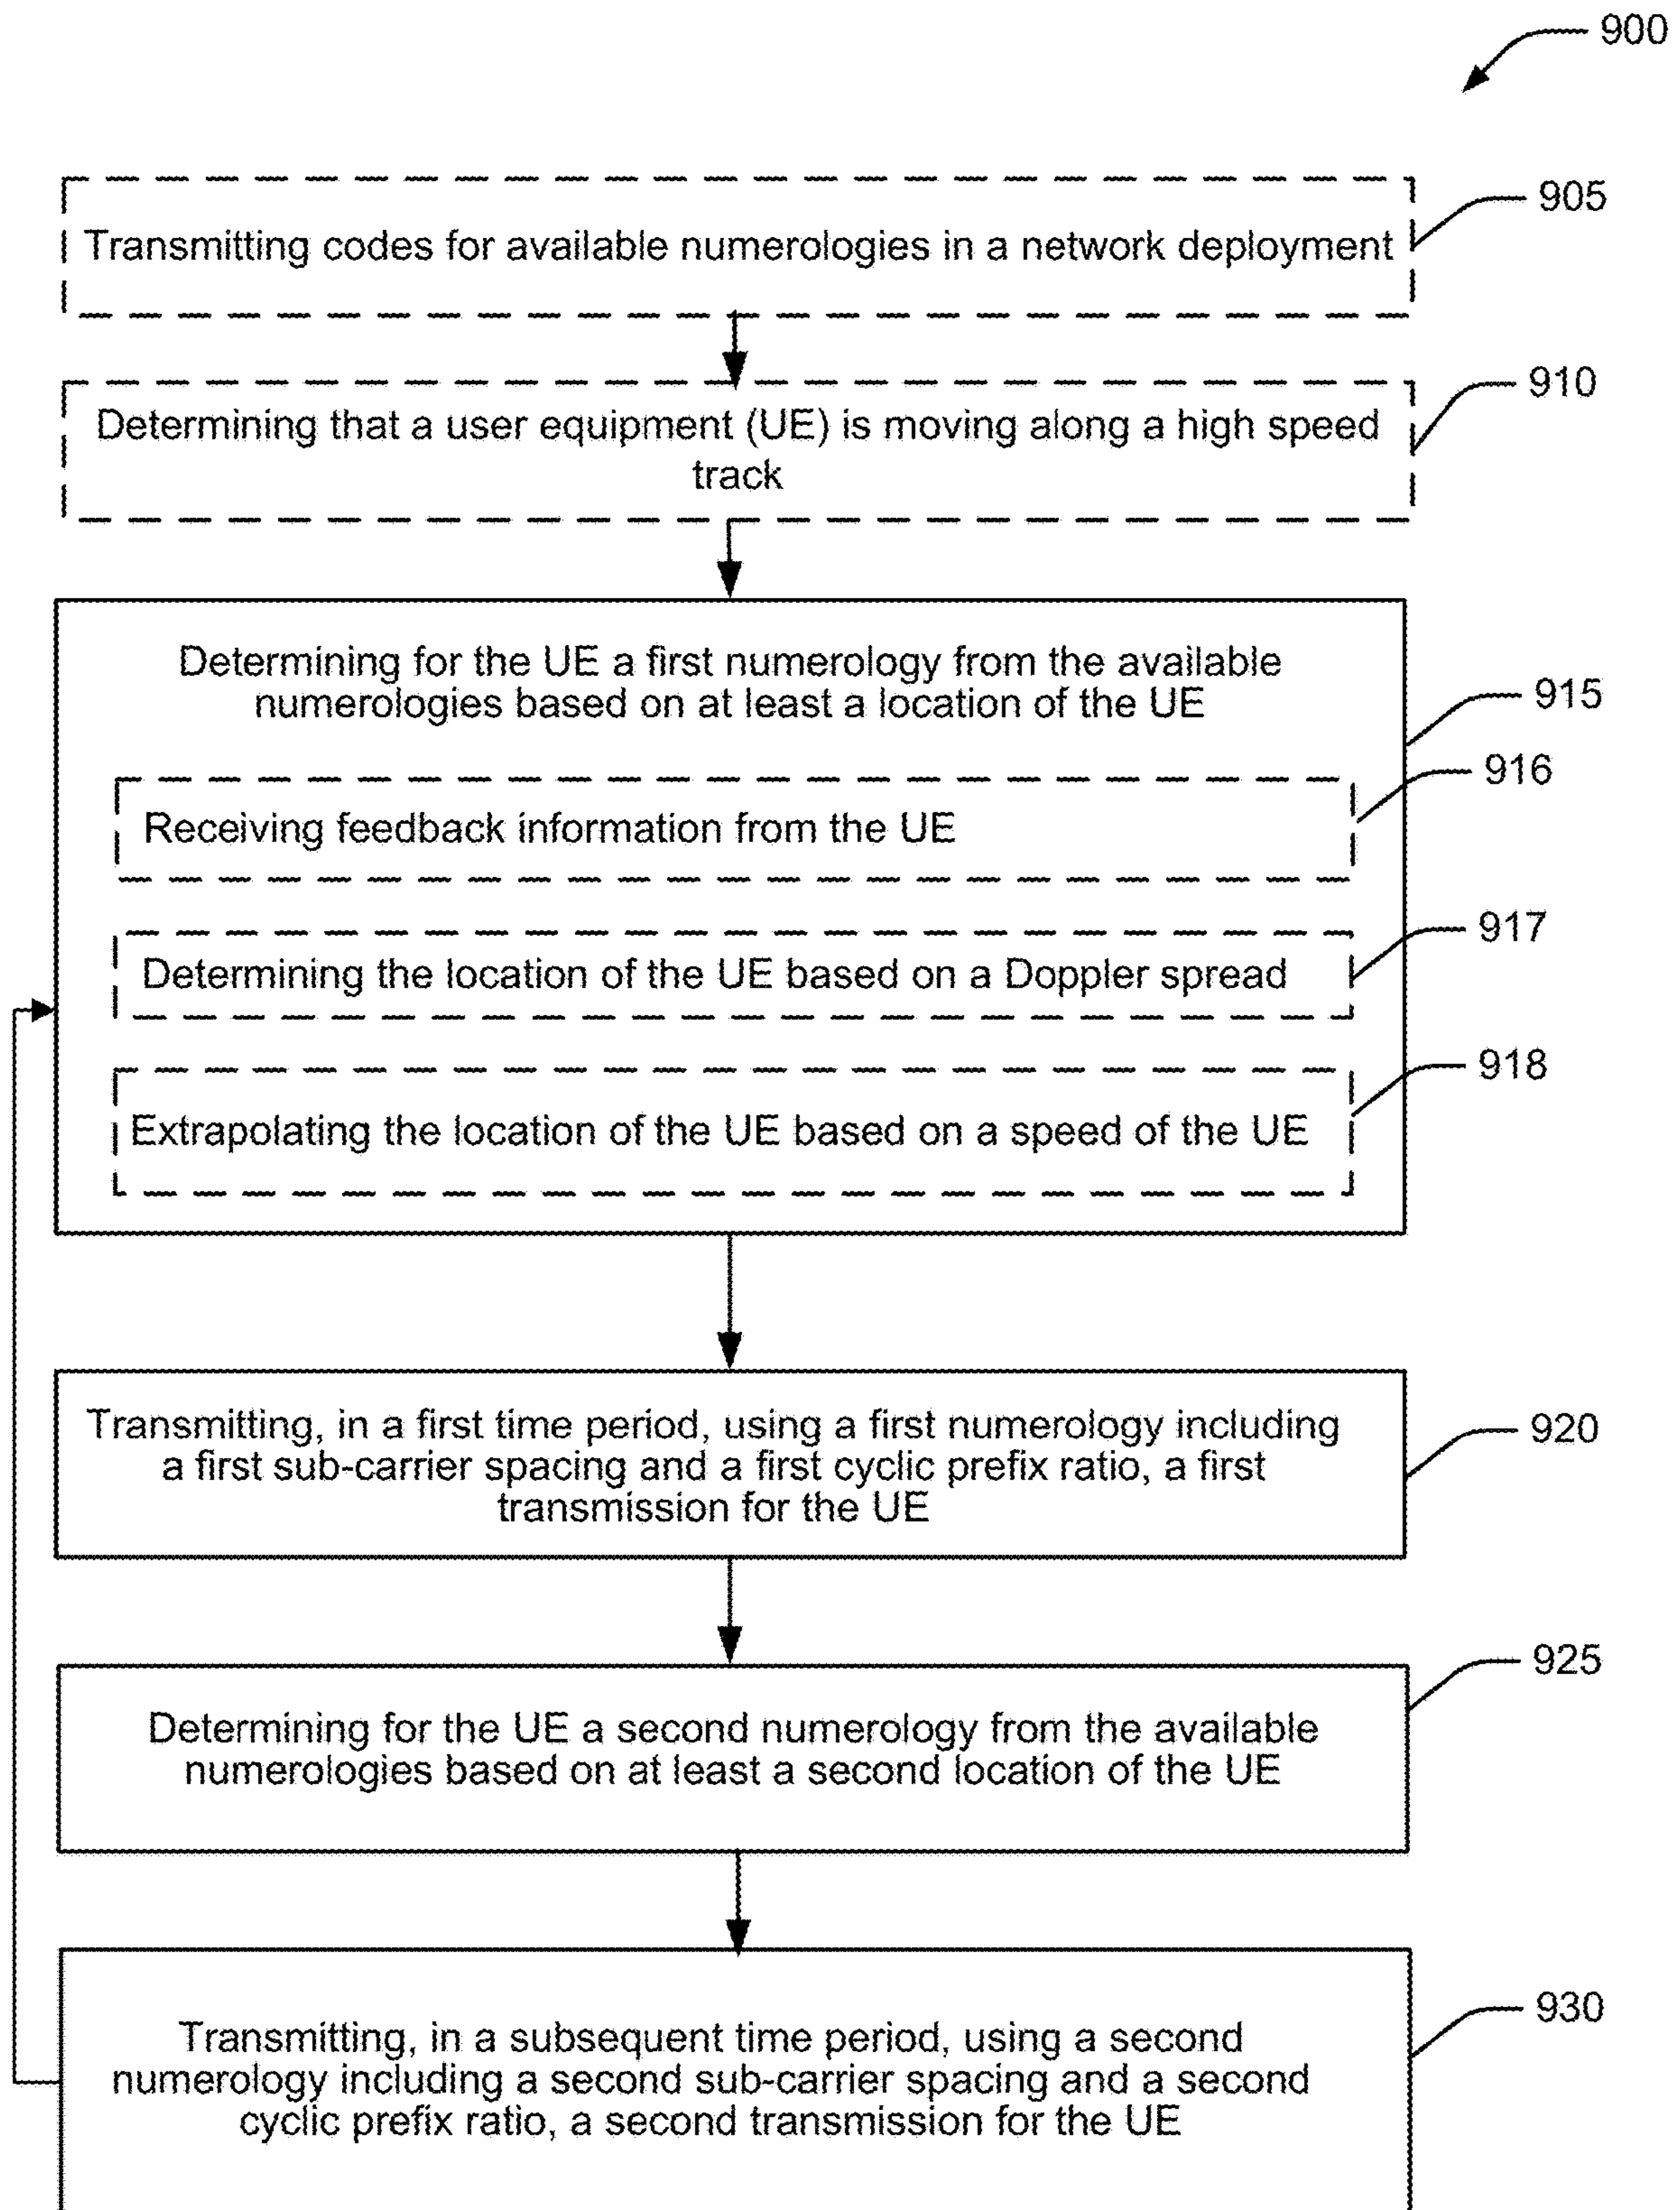 900
905
Transmitting codes for available numerologies in a network deployment
910
Determining that a user equipment (UE) is moving along a high speed
track
Determining for the UE a first numerology from the available
numerologies based on at least a location of the UE
915
916
Receiving feedback information from the UE
917
Determining the location of the UE based on a Doppler spread
918
Extrapolating the location of the UE based on a speed of the UE
Transmitting, in a first time period, using a first numerology including
a first sub-carrier spacing and a first cyclic prefix ratio, a first
transmission for the UE
920
925
Determining for the UE a second numerology from the available
numerologies based on at least a second location of the UE
930
Transmitting, in a subsequent time period, using a second
numerology including a second sub-carrier spacing and a second
cyclic prefix ratio, a second transmission for the UE